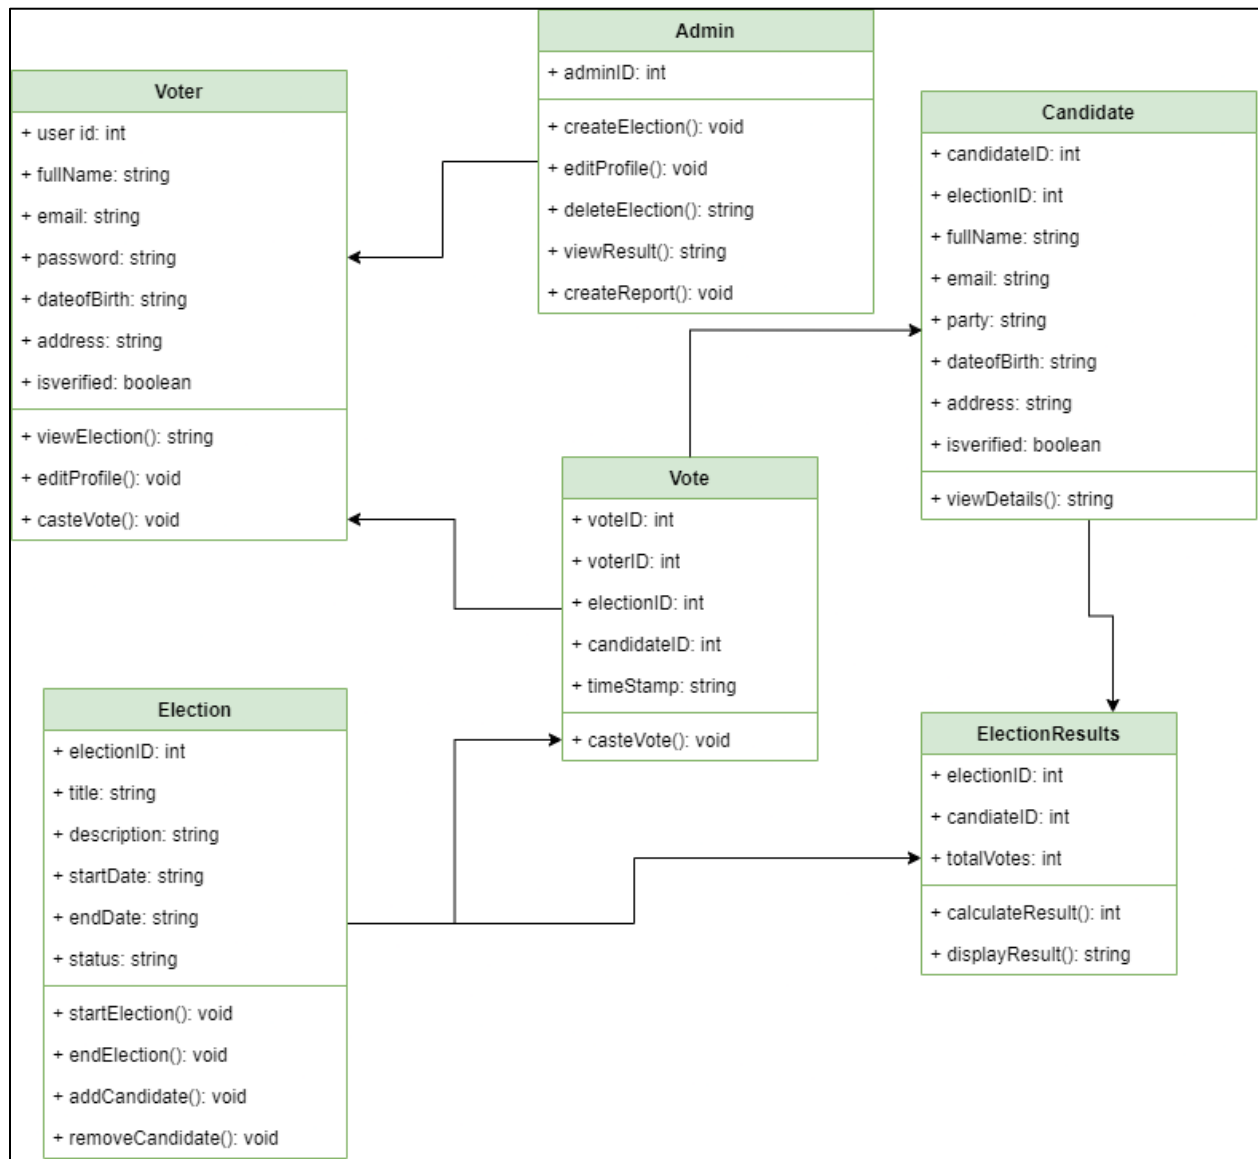 Admin
+ adminID: int
+ createElection(): void
+ editProfile(): void
+ deleteElection(): string
+ viewResult(): string
+ createReport(): void
Voter
+ user id: int
+ fullName: string
+ email: string
+ password: string
+ dateofBirth: string
+ address: string
+ isverified: boolean
+ viewElection(): string
+ editProfile(): void
+ casteVote(): void
Candidate
+ candidateID: int
+ electionID: int
+ fullName: string
+ email: string
+ party: string
+ dateofBirth: string
+ address: string
+ isverified: boolean
+ viewDetails(): string
Vote
+ voteID: int
+ voterID: int
+ electionID: int
+ candidateID: int
+ timeStamp: string
+ casteVote(): void
Election
+ electionID: int
+ title: string
+ description: string
+ startDate: string
+ endDate: string
+ status: string
+ startElection(): void
+ endElection(): void
+ addCandidate(): void
+ removeCandidate(): void
ElectionResults
+ electionID: int
+ candiateID: int
+ totalVotes: int
+ calculateResult(): int
+ displayResult(): string